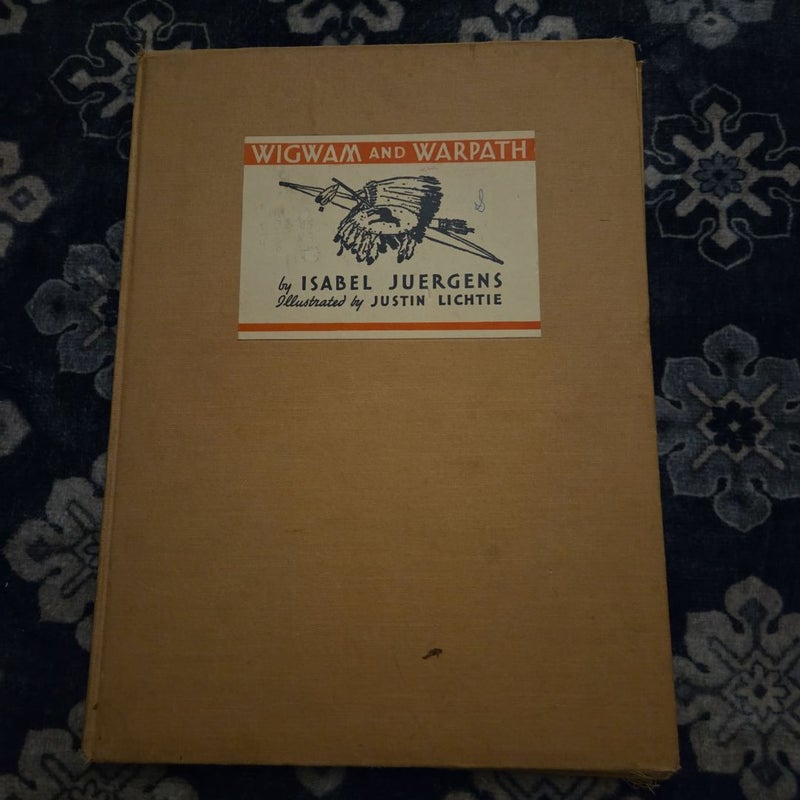 WIGWAM AND WARPATH
by ISABEL JUERGENS
Illustrated by JUSTIN LICHTIE